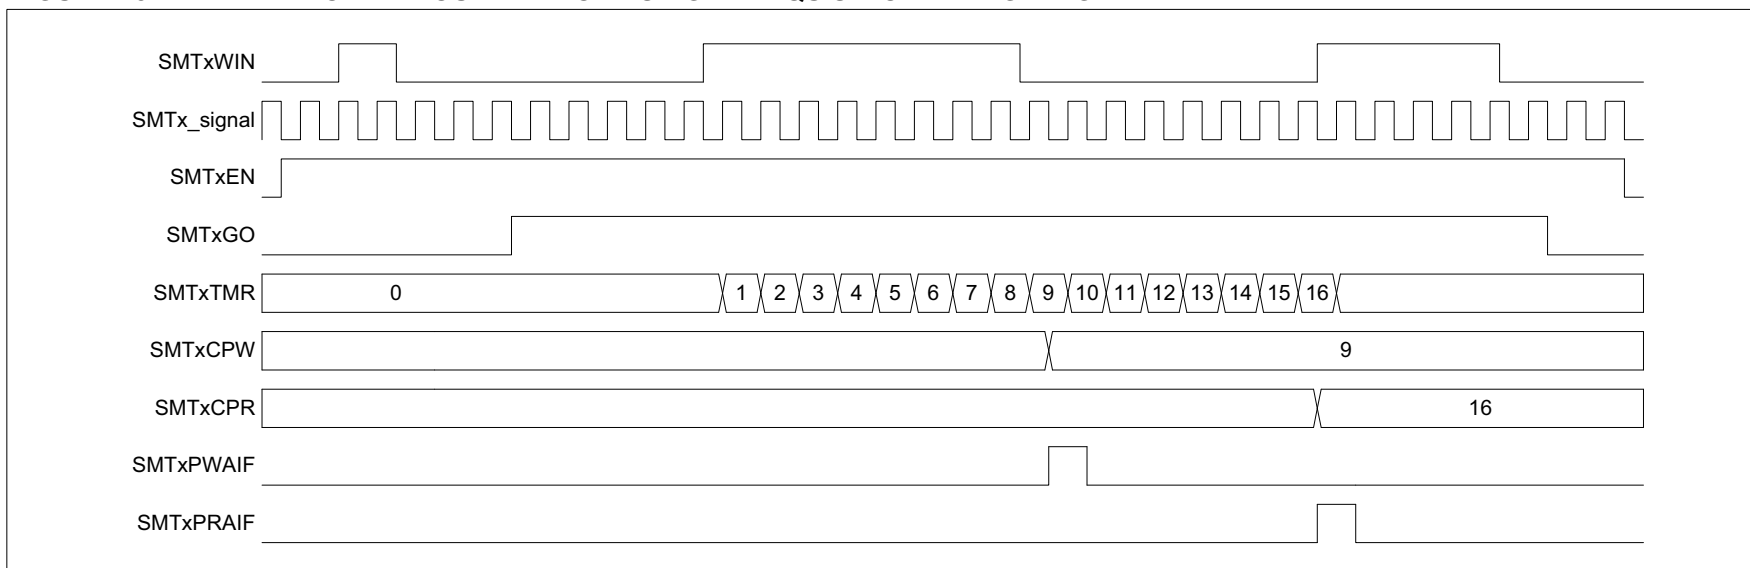 SMTxWIN
SMTx_signal
SMTxEN
SMTxGO
SMTxTMR 0 1 2 3 4 5 6 7 8 9 10 11 12 13 14 15 16
SMTxCPW 9
SMTxCPR 16
SMTxPWAIF
SMTxPRAIF